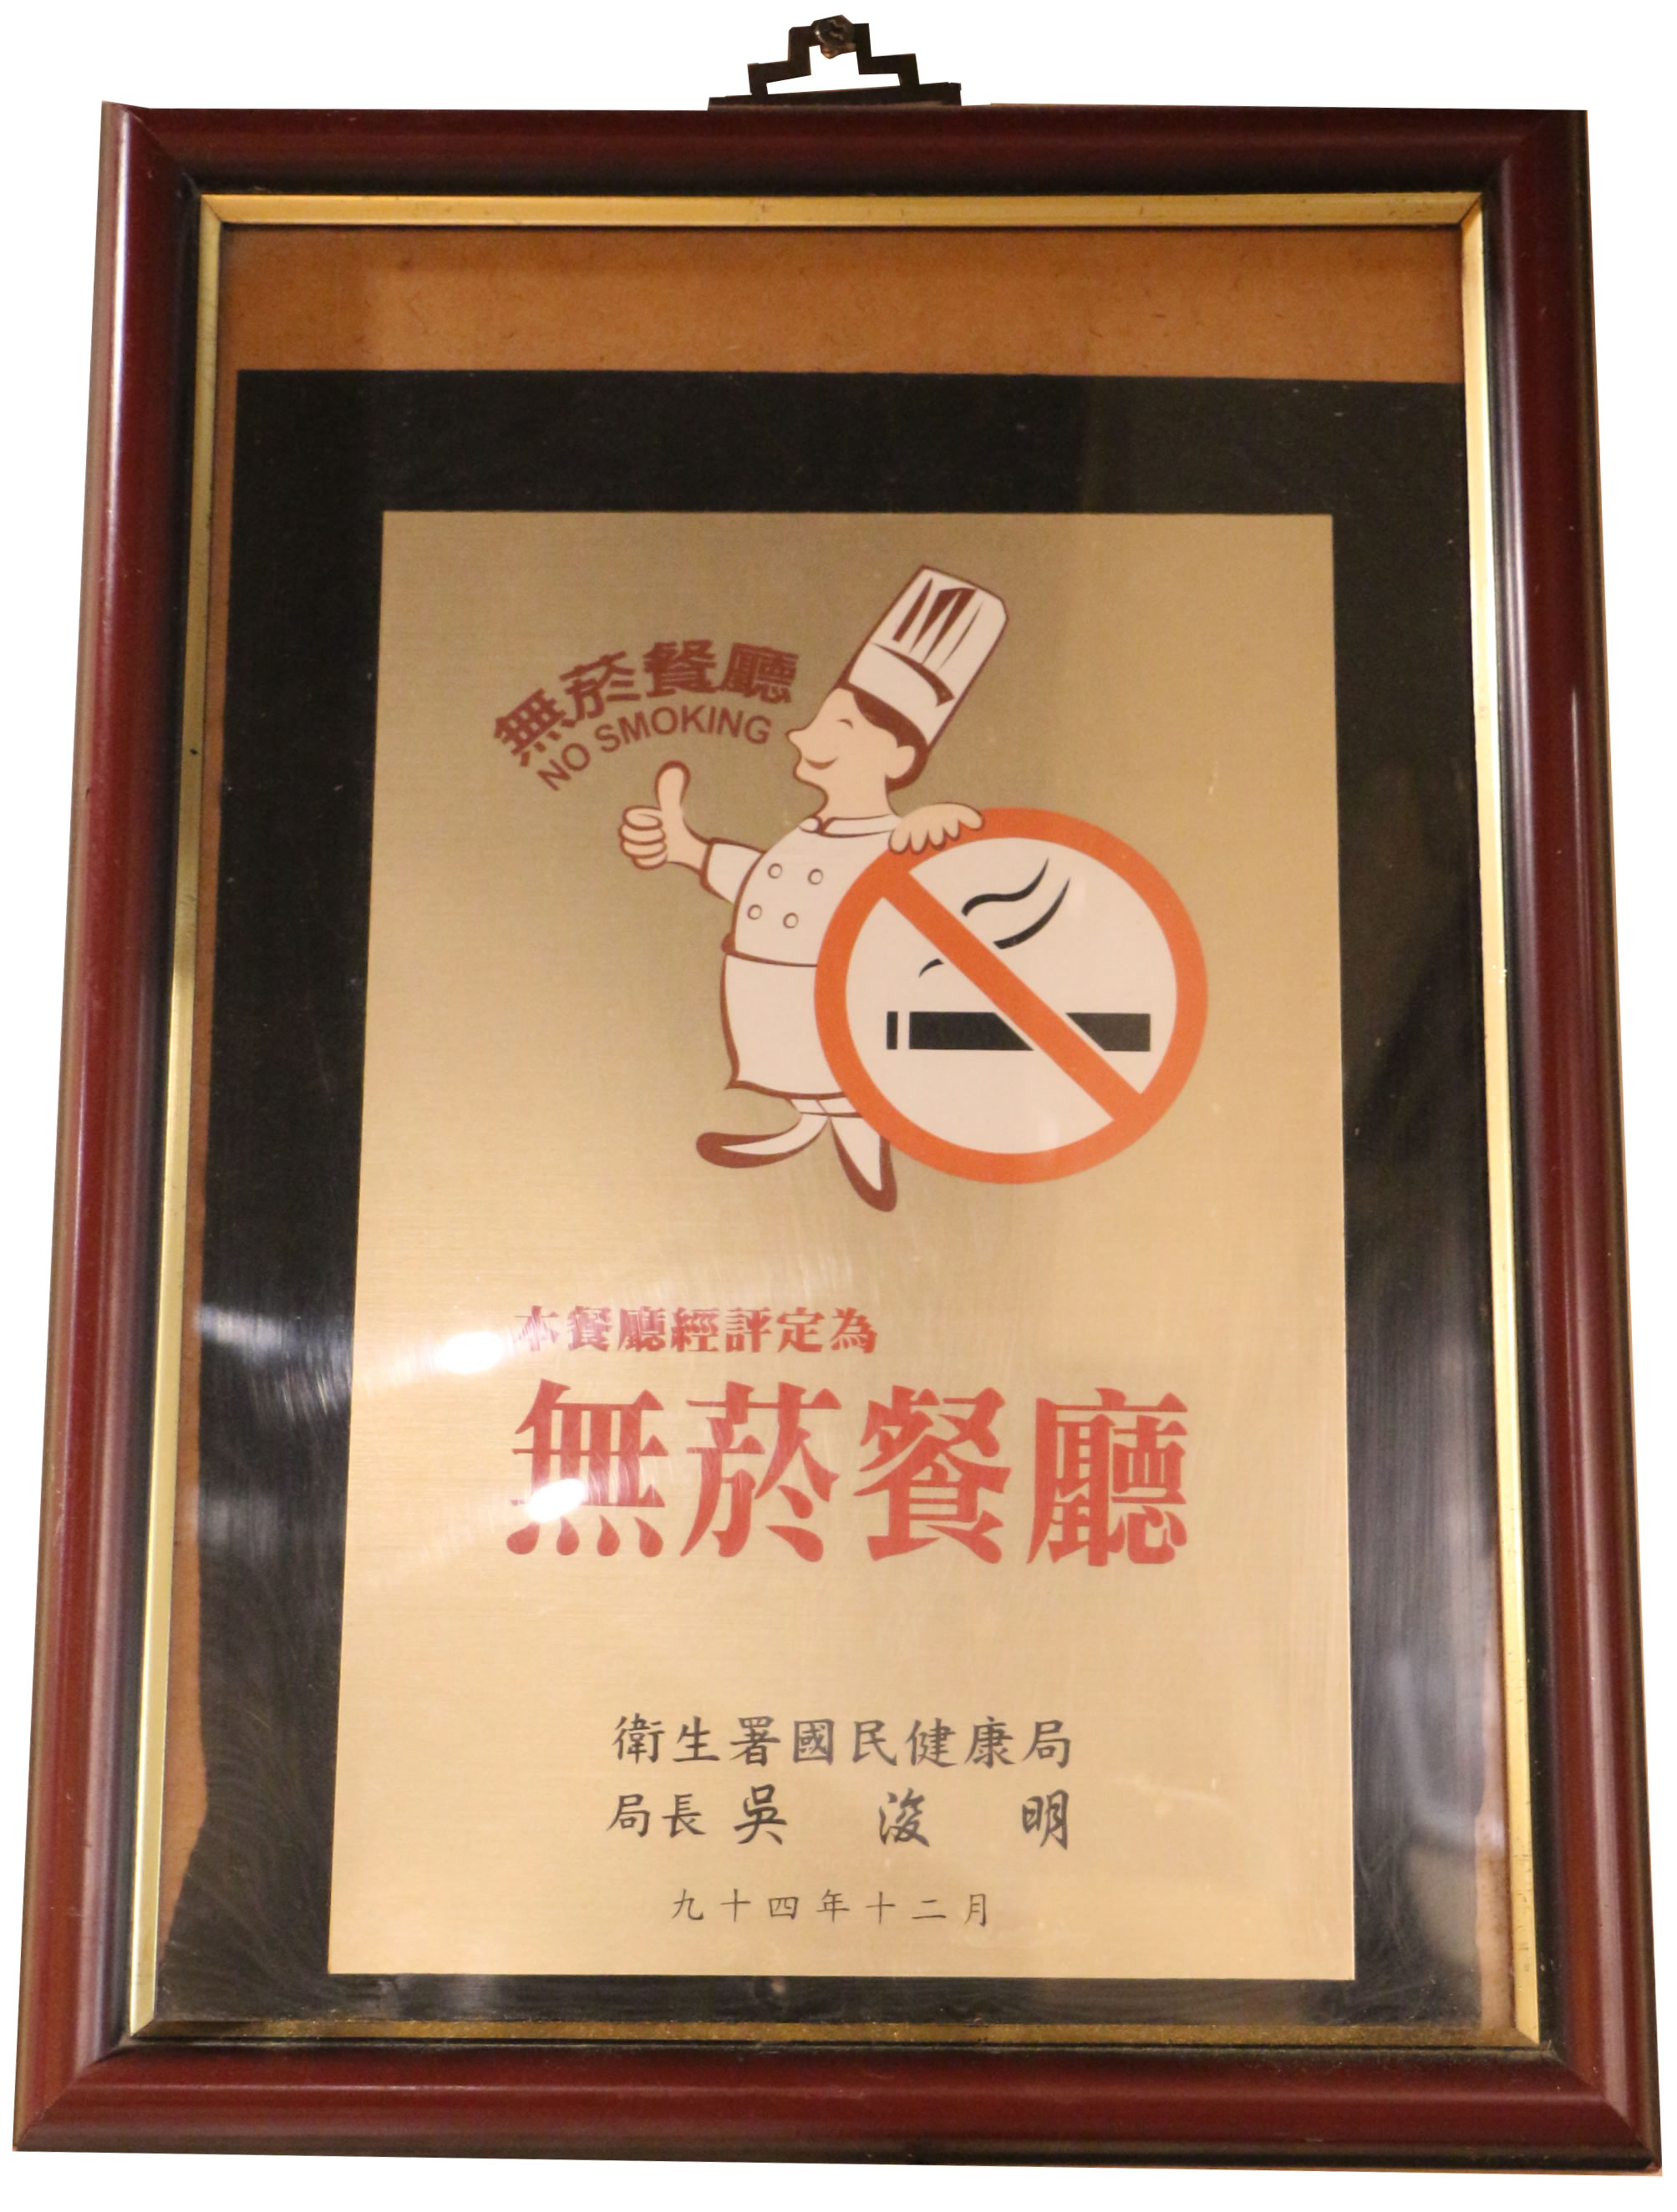 無菸餐廳
NO SMOKING
本餐廳經評定為
無菸餐廳
衛生署國民健康局
局長 吳 浚 明
九十四年十二月